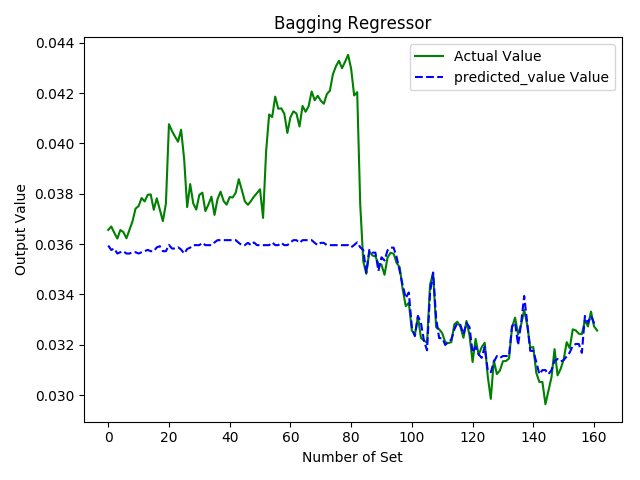 Bagging Regressor
Actual Value
predicted_value Value
Output Value
0.044
0.042
0.040
0.038
0.036
0.034
0.032
0.030
0 20 40 60 80 100 120 140 160
Number of Set